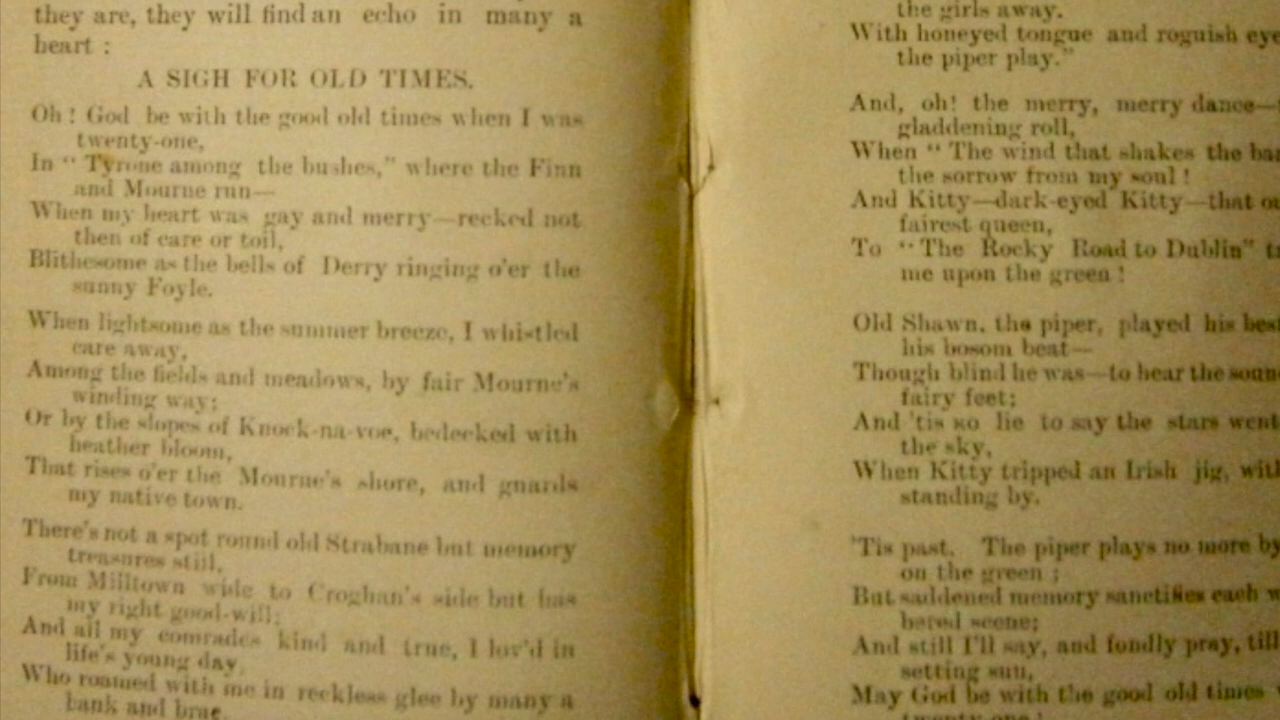 they are, they will find an echo in many a
heart :
A SIGH FOR OLD TIMES.
Oh! God be with the good old times when I was
twenty-one,
In "Tyrone among the bushes," where the Finn
and Mourne run—
When my heart was gay and merry—recked not
then of care or toil,
Blithesome as the bells of Derry ringing o'er the
sunny Foyle.
When lightsome as the summer breeze, I whistled
care away,
Among the fields and meadows, by fair Mourne's
winding way;
Or by the slopes of Knock-na-voe, bedecked with
heather bloom,
That rises o'er the Mourne's shore, and guards
my native town.
There's not a spot round old Strabane but memory
treasures still,
From Milltown wide to Croghan's side but has
my right good-will;
And all my comrades kind and true, I lov'd in
life's young day,
Who roamed with me in reckless glee by many a
bank and brae.
the girls away.
With honeyed tongue and roguish eye
the piper play."
And, oh! the merry, merry dance—
gladdening roll,
When "The wind that shakes the
the sorrow from my soul!
And Kitty—dark-eyed Kitty—that
fairest queen,
To "The Rocky Road to Dublin"
me upon the green!
Old Shawn, the piper, played his
his bosom beat—
Though blind he was—to hear the
fairy feet;
And 'tis no lie to say the stars went
the sky,
When Kitty tripped an Irish jig,
standing by.
'Tis past. The piper plays no more by
on the green ;
But saddened memory sanctifies each
bered scene;
And still I'll say, and fondly pray, till
setting sun,
May God be with the good old times
twenty-one!